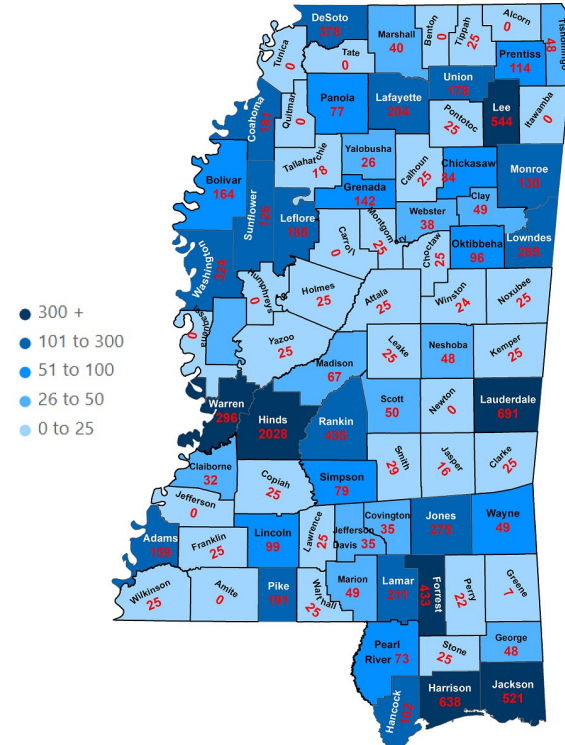 DeSoto
378
Marshall
40
Benton
0
Tippah
25
Alcorn
0
Tishomingo
48
Prentiss
114
Tunica
0
Tate
0
Union
178
Panola
77
Lafayette
204
Lee
544
Itawamba
0
Coahoma
Quitman
0
Pontotoc
25
Yalobusha
26
Tallahatchie
78
Calhoun
25
Chickasaw
84
Monroe
130
Bolivar
164
Sunflower
Grenada
142
Leflore
188
Webster
38
Clay
49
Montgomery
25
Carroll
0
Choctaw
25
Oktibbeha
96
Lowndes
Washington
324
Humphreys
0
Holmes
25
Attala
25
Winston
24
Noxubee
25
300 +
101 to 300
51 to 100
26 to 50
0 to 25
0
Yazoo
25
Leake
25
Neshoba
48
Kemper
25
Madison
67
Warren
296
Hinds
2028
Rankin
438
Scott
50
Newton
0
Lauderdale
691
Claiborne
32
Copiah
25
Simpson
79
Smith
29
Jasper
16
Clarke
25
Jefferson
0
Adams
169
Franklin
25
Lincoln
99
Lawrence
25
Jefferson
Davis 35
Covington
35
Jones
278
Wayne
49
Wilkinson
25
Amite
0
Pike
191
Walthall
25
Marion
49
Lamar
211
Forrest
433
Perry
22
Greene
7
Pearl
River 73
Stone
25
George
48
Hancock
102
Harrison
638
Jackson
521